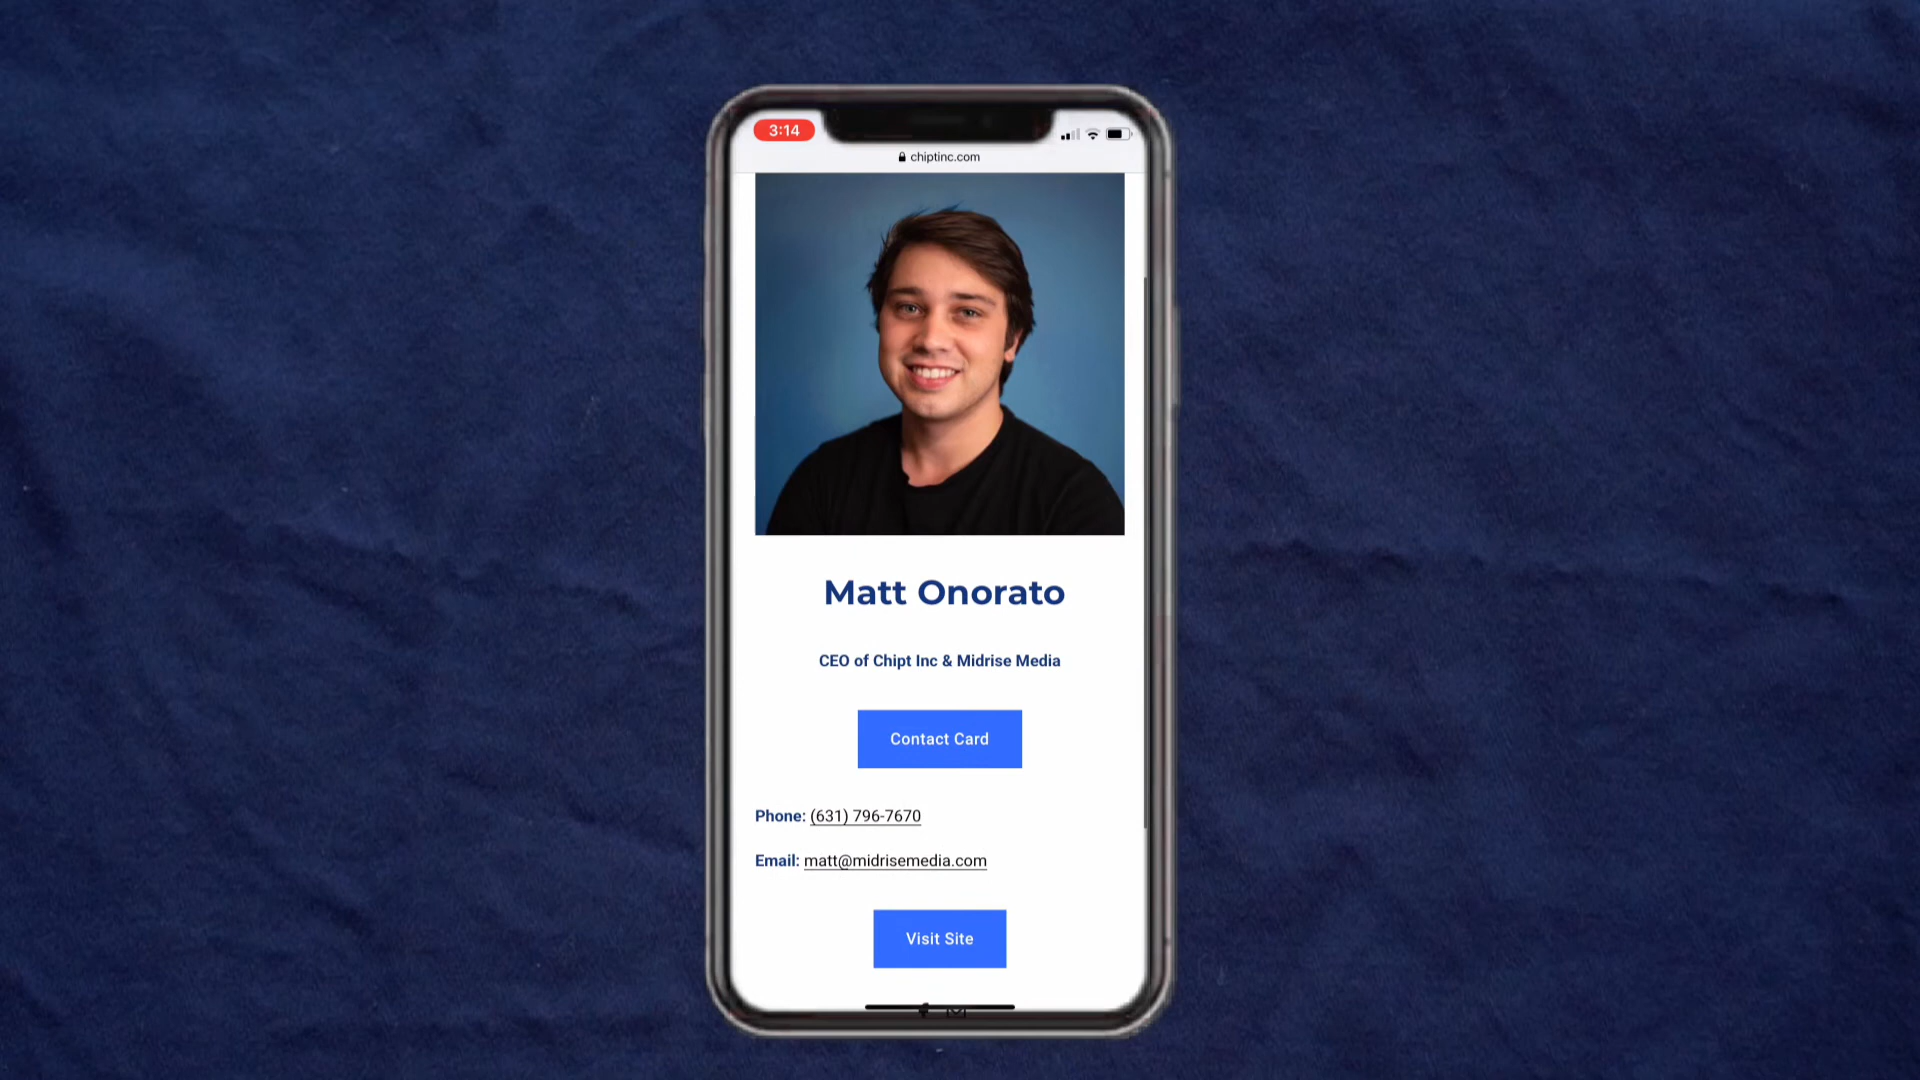 3:14
chiptinc.com
Matt Onorato
CEO of Chipt Inc & Midrise Media
Contact Card
Phone: (631) 796-7670
Email: matt@midrisemedia.com
Visit Site